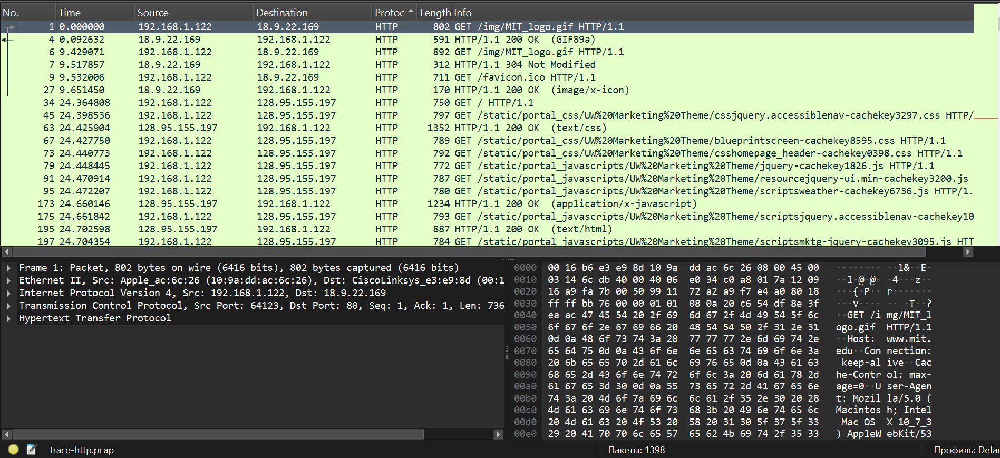 No. Time Source Destination Protoc Length Info
1 0.000000 192.168.1.122 18.9.22.169 HTTP 802 GET /img/MIT_logo.gif HTTP/1.1
4 0.092632 18.9.22.169 192.168.1.122 HTTP 591 HTTP/1.1 200 OK (GIF89a)
6 9.429071 192.168.1.122 18.9.22.169 HTTP 892 GET /img/MIT_logo.gif HTTP/1.1
7 9.517857 18.9.22.169 192.168.1.122 HTTP 312 HTTP/1.1 304 Not Modified
9 9.532006 192.168.1.122 18.9.22.169 HTTP 711 GET /favicon.ico HTTP/1.1
27 9.651450 18.9.22.169 192.168.1.122 HTTP 170 HTTP/1.1 200 OK (image/x-icon)
34 24.364808 192.168.1.122 128.95.155.197 HTTP 750 GET / HTTP/1.1
45 24.398536 192.168.1.122 128.95.155.197 HTTP 797 GET /static/portal_css/UW%20Marketing%20Theme/cssjquery.accessiblenav-cachekey3297.css HTTP/
63 24.425904 128.95.155.197 192.168.1.122 HTTP 1352 HTTP/1.1 200 OK (text/css)
67 24.427750 192.168.1.122 128.95.155.197 HTTP 789 GET /static/portal_css/UW%20Marketing%20Theme/blueprintscreen-cachekey8595.css HTTP/1.1
73 24.440773 192.168.1.122 128.95.155.197 HTTP 792 GET /static/portal_css/UW%20Marketing%20Theme/csshomepage_header-cachekey0398.css HTTP/1.1
79 24.448445 192.168.1.122 128.95.155.197 HTTP 772 GET /static/portal_javascripts/UW%20Marketing%20Theme/jquery-cachekey1826.js HTTP/1.1
91 24.470914 192.168.1.122 128.95.155.197 HTTP 787 GET /static/portal_javascripts/UW%20Marketing%20Theme/resourcejquery-ui.min-cachekey3200.js
95 24.472207 192.168.1.122 128.95.155.197 HTTP 780 GET /static/portal_javascripts/UW%20Marketing%20Theme/scriptsweather-cachekey6736.js HTTP/1.
173 24.660146 128.95.155.197 192.168.1.122 HTTP 1234 HTTP/1.1 200 OK (application/x-javascript)
175 24.661842 192.168.1.122 128.95.155.197 HTTP 793 GET /static/portal_javascripts/UW%20Marketing%20Theme/scriptsjquery.accessiblenav-cachekey10
195 24.702598 128.95.155.197 192.168.1.122 HTTP 887 HTTP/1.1 200 OK (text/html)
197 24.704354 192.168.1.122 128.95.155.197 HTTP 784 GET /static/portal_javascripts/UW%20Marketing%20Theme/scriptsmktg-jquery-cachekey3095.js HTT
Frame 1: Packet, 802 bytes on wire (6416 bits), 802 bytes captured (6416 bits)
Ethernet II, Src: Apple_ac:6c:26 (10:9a:dd:ac:6c:26), Dst: CiscoLinksys_e3:e9:8d (00:1
Internet Protocol Version 4, Src: 192.168.1.122, Dst: 18.9.22.169
Transmission Control Protocol, Src Port: 64123, Dst Port: 80, Seq: 1, Ack: 1, Len: 736
Hypertext Transfer Protocol
0000 00 16 b6 e3 e9 8d 10 9a dd ac 6c 26 08 00 45 00 ········ ··l&··E·
0010 03 14 6c db 40 00 40 06 e0 34 c0 a8 01 7a 12 09 ··l·@·@· ·4···z··
0020 16 a9 fa 7b 00 50 99 11 72 a2 a9 f7 e4 a0 80 18 ···{·P·· r·······
0030 ff ff bb 76 00 00 01 01 08 0a 20 c6 54 df 8e 3f ···v···· ·· ·T··?
0040 ea ac 47 45 54 20 2f 69 6d 67 2f 4d 49 54 5f 6c ··GET /i mg/MIT_l
0050 6f 67 6f 2e 67 69 66 20 48 54 54 50 2f 31 2e 31 ogo.gif HTTP/1.1
0060 0d 0a 48 6f 73 74 3a 20 77 77 77 2e 6d 69 74 2e ··Host: www.mit.
0070 65 64 75 0d 0a 43 6f 6e 6e 65 63 74 69 6f 6e 3a edu··Con nection:
0080 20 6b 65 65 70 2d 61 6c 69 76 65 0d 0a 43 61 63 keep-al ive··Cac
0090 68 65 2d 43 6f 6e 74 72 6f 6c 3a 20 6d 61 78 2d he-Contr ol: max-
00a0 61 67 65 3d 30 0d 0a 55 73 65 72 2d 41 67 65 6e age=0··U ser-Agen
00b0 74 3a 20 4d 6f 7a 69 6c 6c 61 2f 35 2e 30 20 28 t: Mozil la/5.0 (
00c0 4d 61 63 69 6e 74 6f 73 68 3b 20 49 6e 74 65 6c Macintos h; Intel
00d0 20 4d 61 63 20 4f 53 20 58 20 31 30 5f 37 5f 33 Mac OS X 10_7_3
00e0 29 20 41 70 70 6c 65 57 65 62 4b 69 74 2f 35 33 ) AppleW ebKit/53
trace-http.pcap Пакеты: 1398 Профиль: Defau